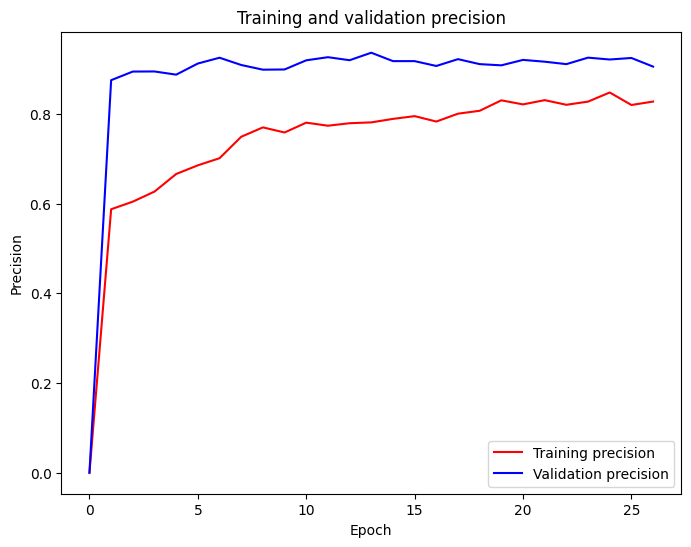 Training and validation precision
Precision
0.8
0.6
0.4
0.2
0.0
Training precision
Validation precision
0 5 10 15 20 25
Epoch